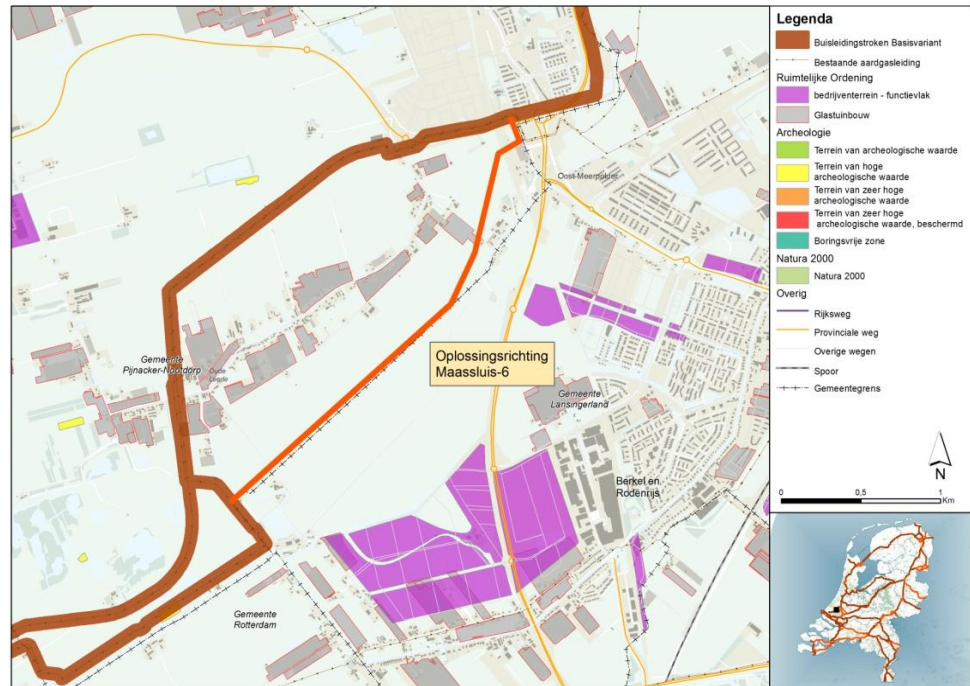 Oost-Meerpolder
Oplossingsrichting
Maassluis-6
Gemeente
Pijnacker-Nootdorp
Oude
Leede
Gemeente
Lansingerland
Berkel en
Rodenrijs
Gemeente
Rotterdam
Legenda
Buisleidingstroken Basisvariant
Bestaande aardgasleiding
Ruimtelijke Ordening
bedrijventerrein - functievlak
Glastuinbouw
Archeologie
Terrein van archeologische waarde
Terrein van hoge
archeologische waarde
Terrein van zeer hoge
archeologische waarde
Terrein van zeer hoge
archeologische waarde, beschermd
Boringsvrije zone
Natura 2000
Natura 2000
Overig
Rijksweg
Provinciale weg
Overige wegen
Spoor
Gemeentegrens
N
0 0,5 1
Km